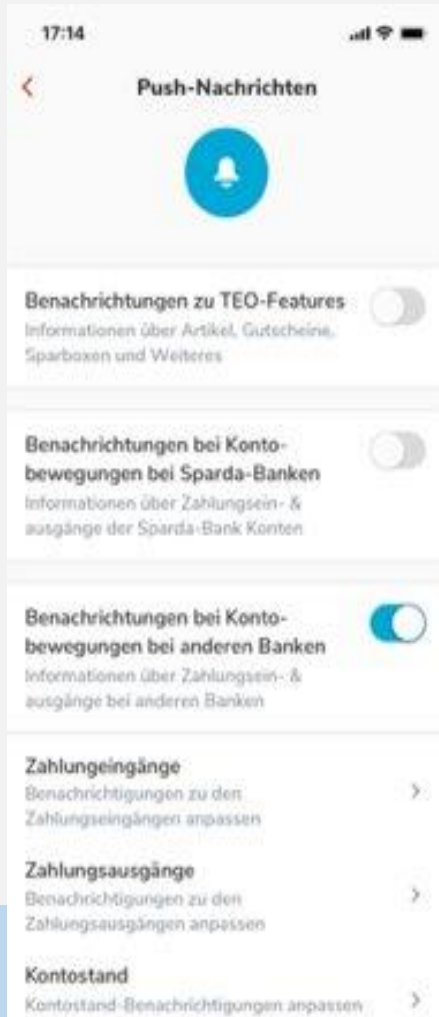 17:14
Push-Nachrichten
Benachrichtungen zu TEO-Features
Informationen über Artikel, Gutscheine,
Sparboxen und Weiteres
Benachrichtungen bei Konto-
bewegungen bei Sparda-Banken
Informationen über Zahlungsein- &
ausgänge der Sparda-Bank Konten
Benachrichtungen bei Konto-
bewegungen bei anderen Banken
Informationen über Zahlungsein- &
ausgänge bei anderen Banken
Zahlungeingänge
Benachrichtigungen zu den
Zahlungseingängen anpassen
Zahlungsausgänge
Benachrichtigungen zu den
Zahlungsausgängen anpassen
Kontostand
Kontostand-Benachrichtigungen anpassen